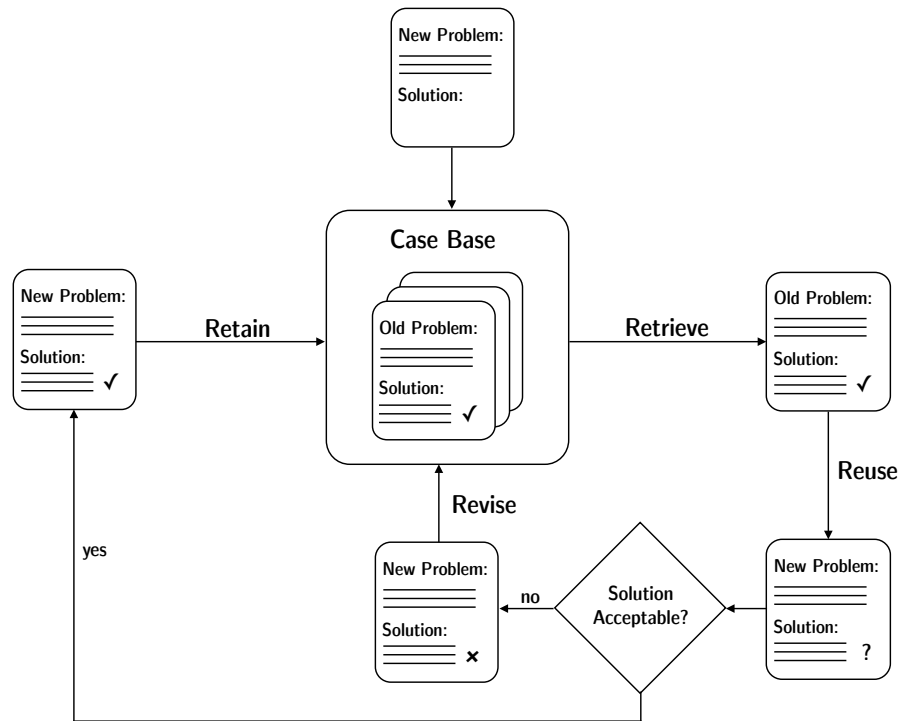 New Problem:
Solution:
Case Base
New Problem:
Solution:
✓
Retain
Old Problem:
Solution:
✓
Retrieve
Old Problem:
Solution:
✓
Reuse
Revise
yes
New Problem:
Solution:
×
no
Solution
Acceptable?
New Problem:
Solution:
?